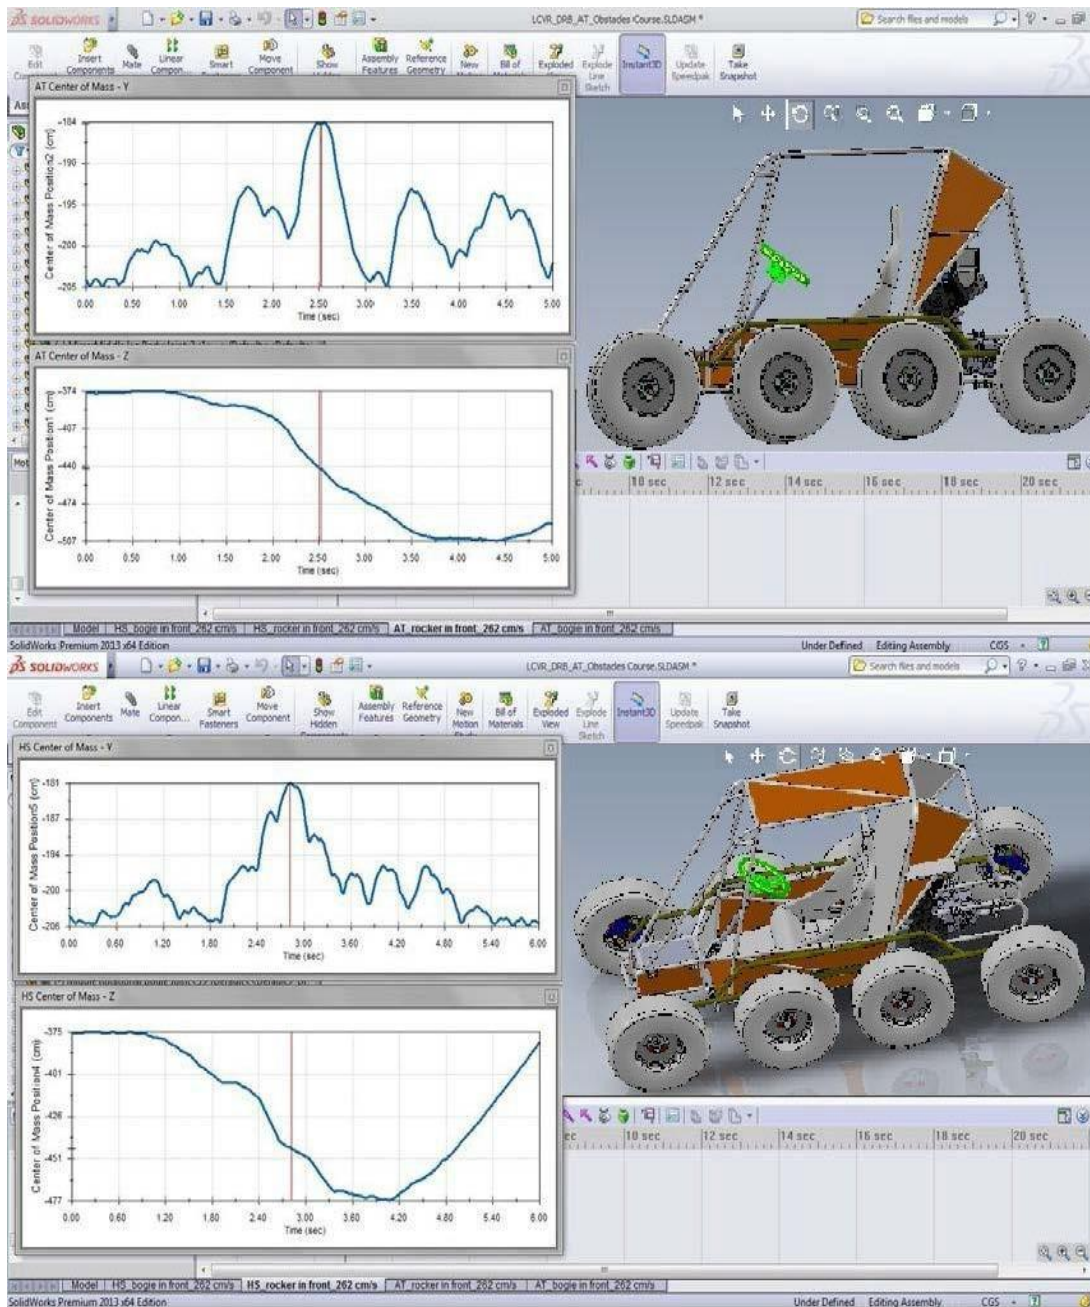 SOLIDWORKS
LCVR_DRB_AT_Obstacles Course.SLDASM *
Search files and models
Edit
Insert Components
Mate
Linear Compon...
Smart
Move Component
Show
Assembly Features
Reference Geometry
New
Bill of
Exploded
Explode Line Sketch
Instant3D
Update Speedpak
Take Snapshot
AT Center of Mass - Y
Center of Mass Position2 (cm)
-184
-190
-195
-200
-205
0.00 0.50 1.00 1.50 2.00 2.50 3.00 3.50 4.00 4.50 5.00
Time (sec)
AT Center of Mass - Z
Center of Mass Position1 (cm)
-374
-407
-440
-474
-507
0.00 0.50 1.00 1.50 2.00 2.50 3.00 3.50 4.00 4.50 5.00
Time (sec)
10 sec 12 sec 14 sec 16 sec 18 sec 20 sec
Model HS_bogie in front_262 cm/s HS_rocker in front_262 cm/s AT_rocker in front_262 cm/s AT_bogie in front_262 cm/s
SolidWorks Premium 2013 x64 Edition
Under Defined Editing Assembly CGS
SOLIDWORKS
LCVR_DRB_AT_Obstacles Course.SLDASM *
Search files and models
Edit Component
Insert Components
Mate
Linear Compon...
Smart Fasteners
Move Component
Show Hidden
Assembly Features
Reference Geometry
New Motion
Bill of Materials
Exploded View
Explode Line Sketch
Instant3D
Update Speedpak
Take Snapshot
HS Center of Mass - Y
Center of Mass Position5 (cm)
-181
-187
-194
-200
-206
0.00 0.60 1.20 1.80 2.40 3.00 3.60 4.20 4.80 5.40 6.00
Time (sec)
HS Center of Mass - Z
Center of Mass Position4 (cm)
-375
-401
-426
-451
-477
0.00 0.60 1.20 1.80 2.40 3.00 3.60 4.20 4.80 5.40 6.00
Time (sec)
10 sec 12 sec 14 sec 16 sec 18 sec 20 sec
Model HS_bogie in front_262 cm/s HS_rocker in front_262 cm/s AT_rocker in front_262 cm/s AT_bogie in front_262 cm/s
SolidWorks Premium 2013 x64 Edition
Under Defined Editing Assembly CGS